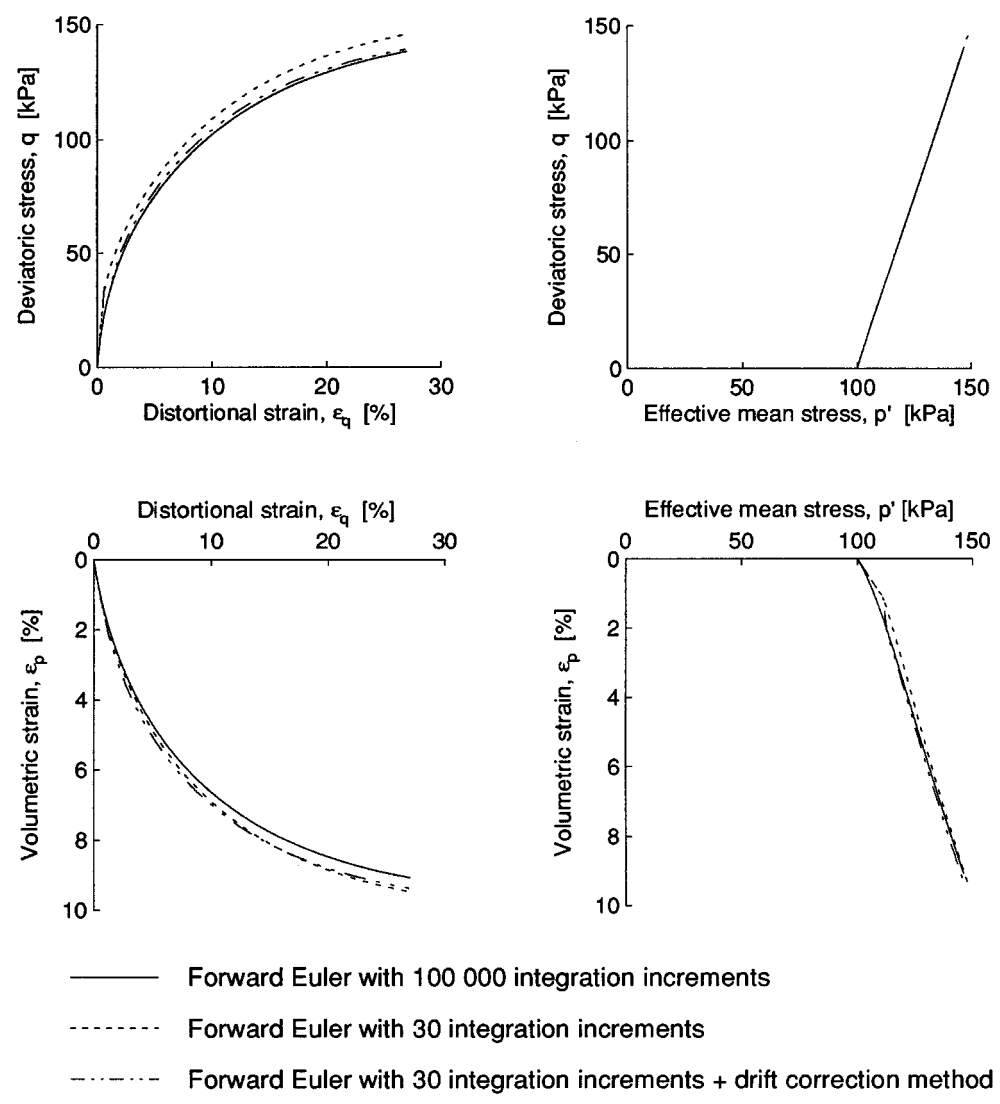 150
100
50
0
Deviatoric stress, q [kPa]
0 10 20 30
Distortional strain, εq [%]
150
100
50
0
Deviatoric stress, q [kPa]
0 50 100 150
Effective mean stress, p' [kPa]
Distortional strain, εq [%]
0 10 20 30
0
2
4
6
8
10
Volumetric strain, εp [%]
Effective mean stress, p' [kPa]
0 50 100 150
0
2
4
6
8
10
Volumetric strain, εp [%]
Forward Euler with 100 000 integration increments
Forward Euler with 30 integration increments
Forward Euler with 30 integration increments + drift correction method